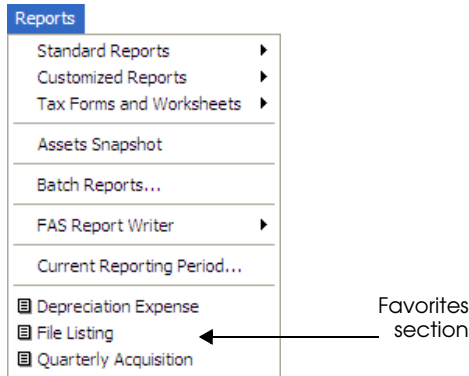 Reports
Standard Reports
Customized Reports
Tax Forms and Worksheets
Assets Snapshot
Batch Reports...
FAS Report Writer
Current Reporting Period...
Depreciation Expense
File Listing
Quarterly Acquisition
Favorites
section